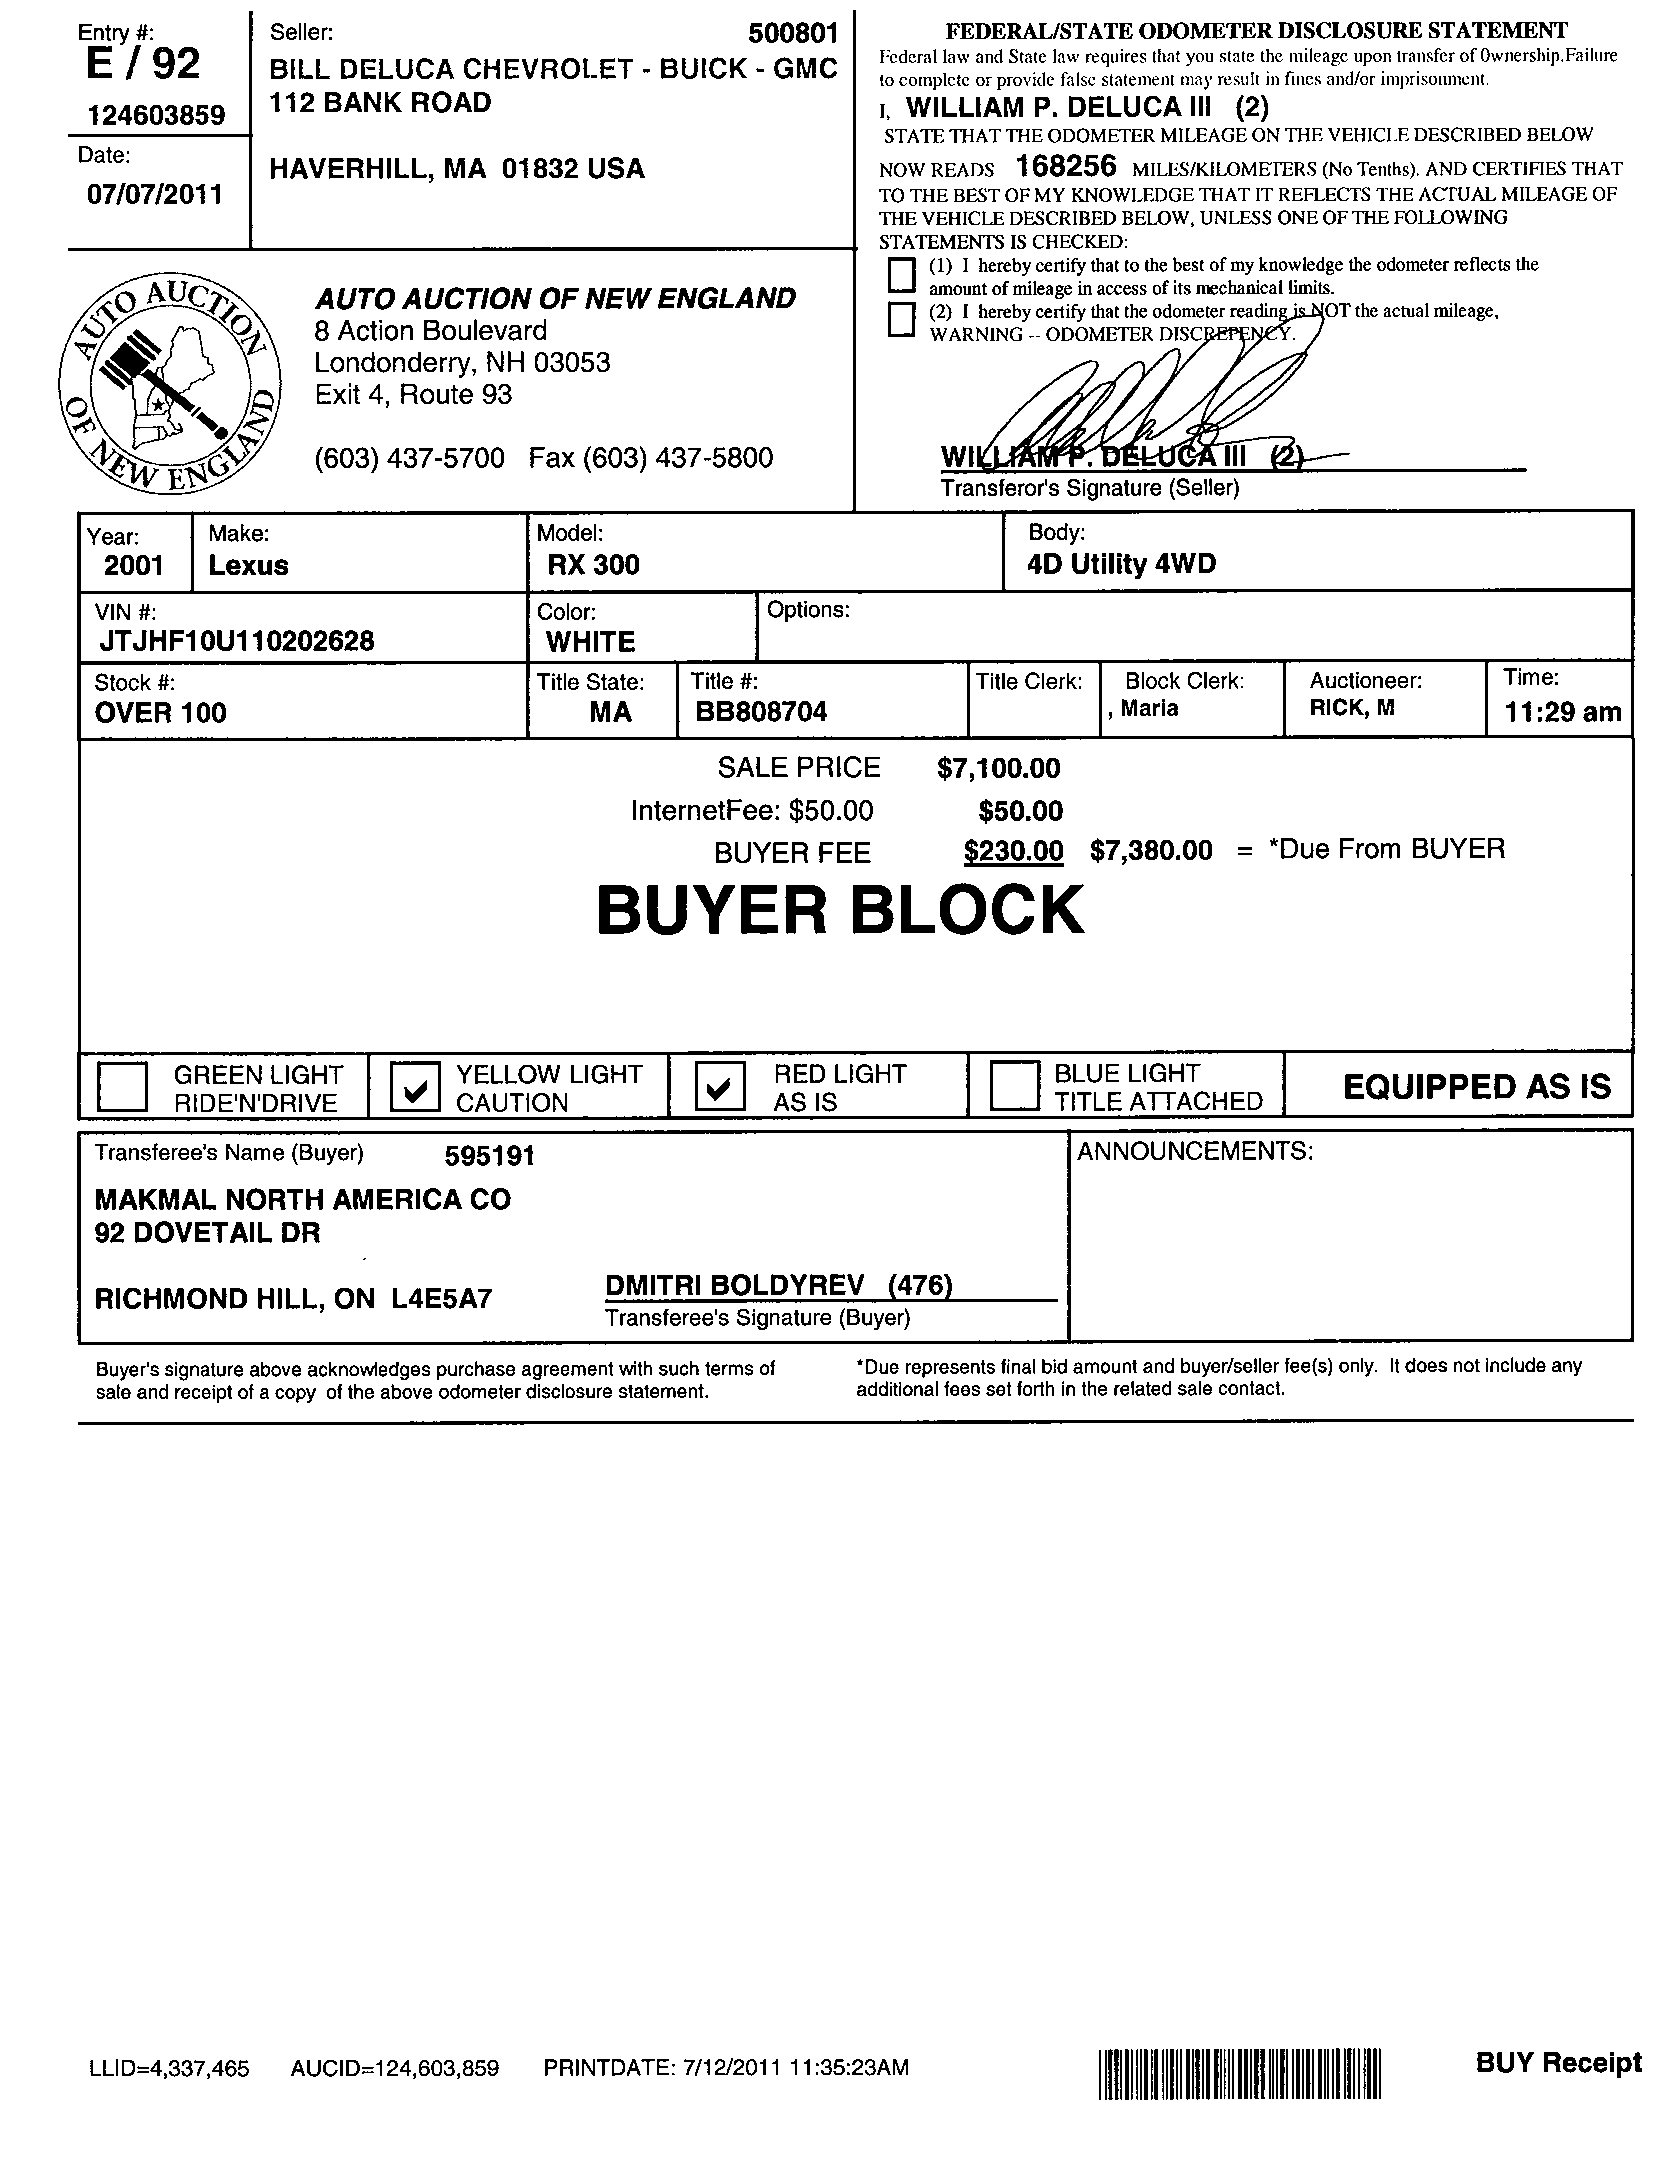 Entry #:
E / 92
124603859
Date:
07/07/2011
Seller: 500801
BILL DELUCA CHEVROLET - BUICK - GMC
112 BANK ROAD
HAVERHILL, MA 01832 USA
FEDERAL/STATE ODOMETER DISCLOSURE STATEMENT
Federal law and State law requires that you state the mileage upon transfer of Ownership.Failure
to complete or provide false statement may result in fines and/or imprisonment.
I, WILLIAM P. DELUCA III (2)
STATE THAT THE ODOMETER MILEAGE ON THE VEHICLE DESCRIBED BELOW
NOW READS 168256 MILES/KILOMETERS (No Tenths). AND CERTIFIES THAT
TO THE BEST OF MY KNOWLEDGE THAT IT REFLECTS THE ACTUAL MILEAGE OF
THE VEHICLE DESCRIBED BELOW, UNLESS ONE OF THE FOLLOWING
STATEMENTS IS CHECKED:
(1) I hereby certify that to the best of my knowledge the odometer reflects the
amount of mileage in access of its mechanical limits.
(2) I hereby certify that the odometer reading is NOT the actual mileage,
WARNING -- ODOMETER DISCREPENCY.
WILLIAM P. DELUCA III (2)
Transferor's Signature (Seller)
AUTO AUCTION
OF NEW ENGLAND
AUTO AUCTION OF NEW ENGLAND
8 Action Boulevard
Londonderry, NH 03053
Exit 4, Route 93
(603) 437-5700 Fax (603) 437-5800
Year: Make: Model: Body:
2001 Lexus RX 300 4D Utility 4WD
VIN #: Color: Options:
JTJHF10U110202628 WHITE
Stock #: Title State: Title #: Title Clerk: Block Clerk: Auctioneer: Time:
OVER 100 MA BB808704 , Maria RICK, M 11:29 am
SALE PRICE $7,100.00
InternetFee: $50.00 $50.00
BUYER FEE $230.00 $7,380.00 = *Due From BUYER
BUYER BLOCK
GREEN LIGHT
RIDE'N'DRIVE
YELLOW LIGHT
CAUTION
RED LIGHT
AS IS
BLUE LIGHT
TITLE ATTACHED
EQUIPPED AS IS
Transferee's Name (Buyer) 595191
MAKMAL NORTH AMERICA CO
92 DOVETAIL DR
RICHMOND HILL, ON L4E5A7
DMITRI BOLDYREV (476)
Transferee's Signature (Buyer)
ANNOUNCEMENTS:
Buyer's signature above acknowledges purchase agreement with such terms of
sale and receipt of a copy of the above odometer disclosure statement.
*Due represents final bid amount and buyer/seller fee(s) only. It does not include any
additional fees set forth in the related sale contact.
LLID=4,337,465 AUCID=124,603,859 PRINTDATE: 7/12/2011 11:35:23AM
BUY Receipt